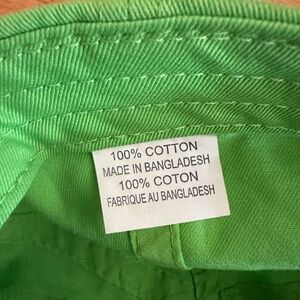 100% COTTON
MADE IN BANGLADESH
100% COTON
FABRIQUE AU BANGLADESH